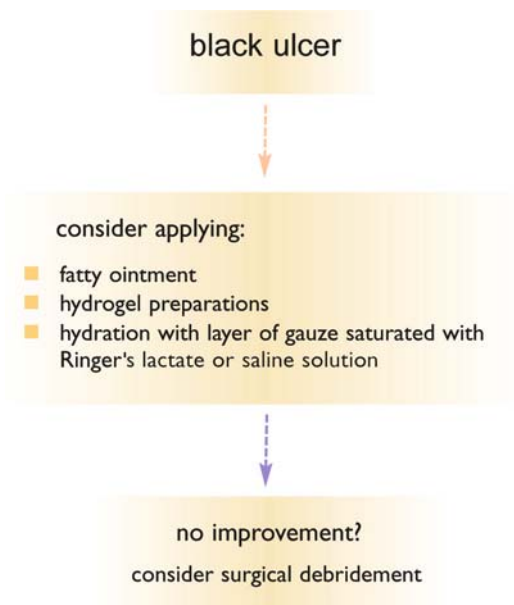 black ulcer
consider applying:
fatty ointment
hydrogel preparations
hydration with layer of gauze saturated with
Ringer's lactate or saline solution
no improvement?
consider surgical debridement